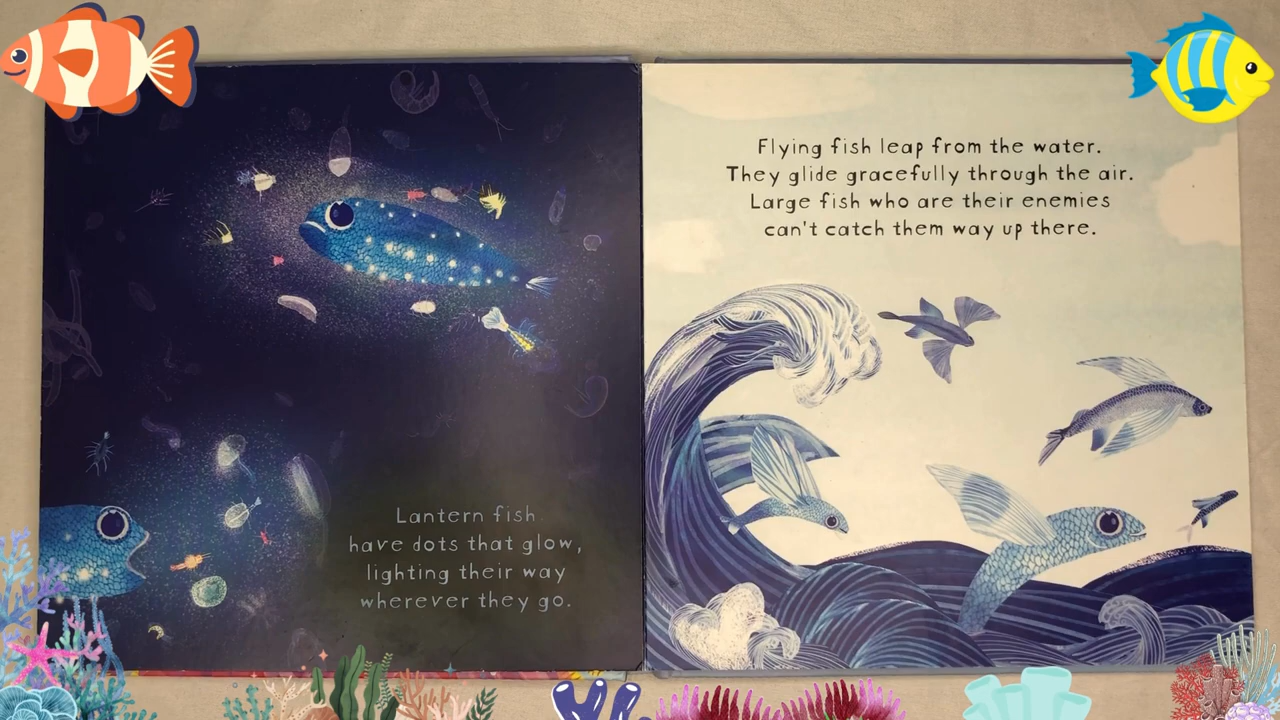 Lantern fish
have dots that glow,
lighting their way
wherever they go.
Flying fish leap from the water.
They glide gracefully through the air.
Large fish who are their enemies
can't catch them way up there.